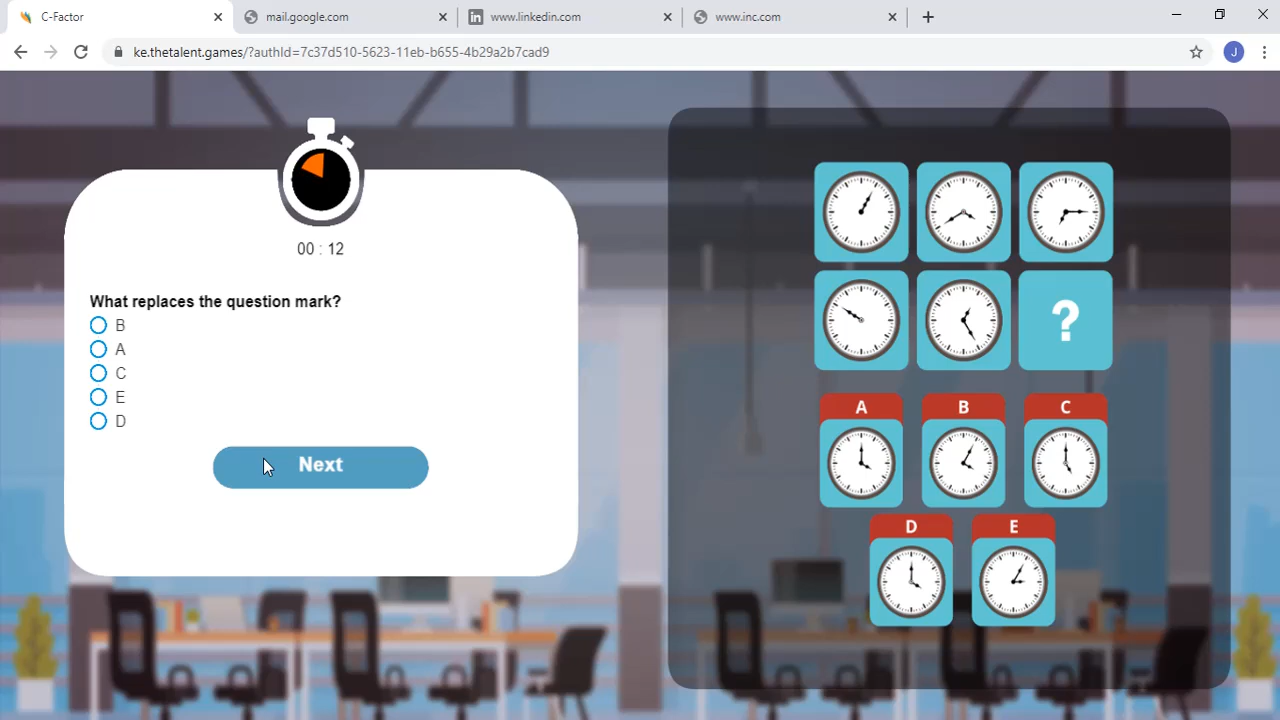 C-Factor
mail.google.com
www.linkedin.com
www.inc.com
ke.thetalent.games/?authId=7c37d510-5623-11eb-b655-4b29a2b7cad9
J
00 : 12
What replaces the question mark?
B
A
C
E
D
Next
?
A B C
D E